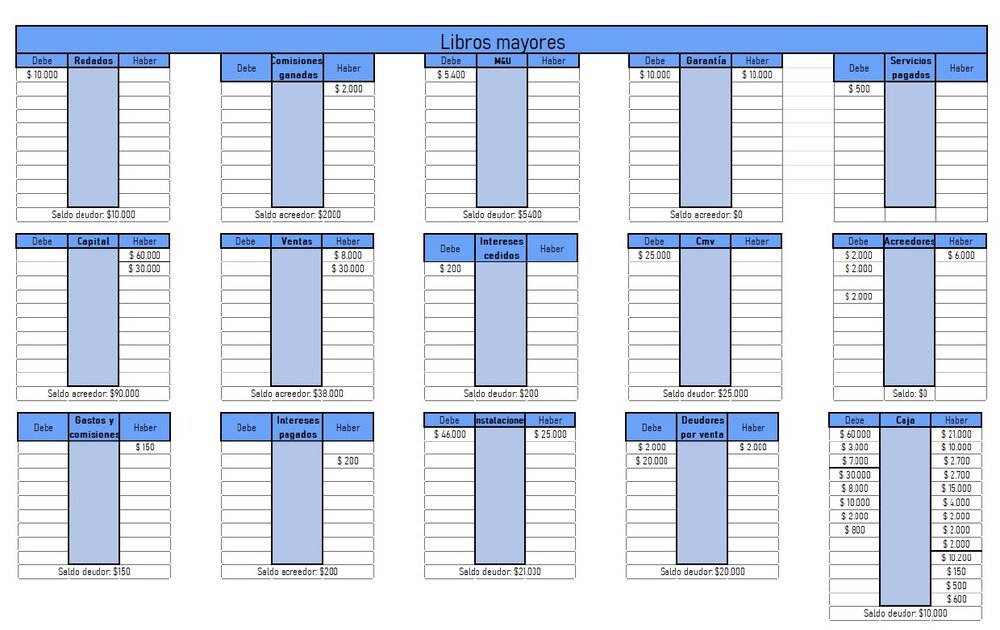 Libros mayores
Debe Rodados Haber
$ 10.000
Saldo deudor: $10.000
Debe Comisiones ganadas Haber
$ 2.000
Saldo acreedor: $2000
Debe M&U Haber
$ 5.400
Saldo deudor: $5400
Debe Garantía Haber
$ 10.000 $ 10.000
Saldo acreedor: $0
Debe Servicios pagados Haber
$ 500
Debe Capital Haber
$ 60.000
$ 30.000
Saldo acreedor: $90.000
Debe Ventas Haber
$ 8.000
$ 30.000
Saldo acreedor: $38.000
Debe Intereses cedidos Haber
$ 200
Saldo deudor: $200
Debe Cmv Haber
$ 25.000
Saldo deudor: $25.000
Debe Acreedores Haber
$ 2.000 $ 6.000
$ 2.000
$ 2.000
Saldo: $0
Debe Gastos y comisiones Haber
$ 150
Saldo deudor: $150
Debe Intereses pagados Haber
$ 200
Saldo acreedor: $200
Debe nstalacione Haber
$ 46.000 $ 25.000
Saldo deudor: $21.000
Debe Deudores por venta Haber
$ 2.000 $ 2.000
$ 20.000
Saldo deudor: $20.000
Debe Caja Haber
$ 60.000 $ 21.000
$ 3.000 $ 10.000
$ 7.000 $ 2.700
$ 30.000 $ 2.700
$ 8.000 $ 15.000
$ 10.000 $ 4.000
$ 2.000 $ 2.000
$ 800 $ 2.000
$ 2.000
$ 10.200
$ 150
$ 500
$ 600
Saldo deudor: $10.000